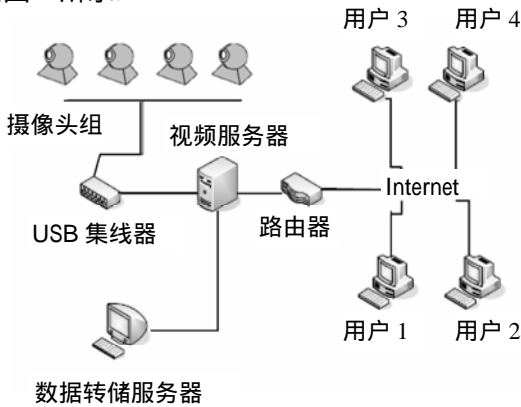 用户 3
用户 4
摄像头组
视频服务器
Internet
USB 集线器
路由器
用户 1
用户 2
数据转储服务器